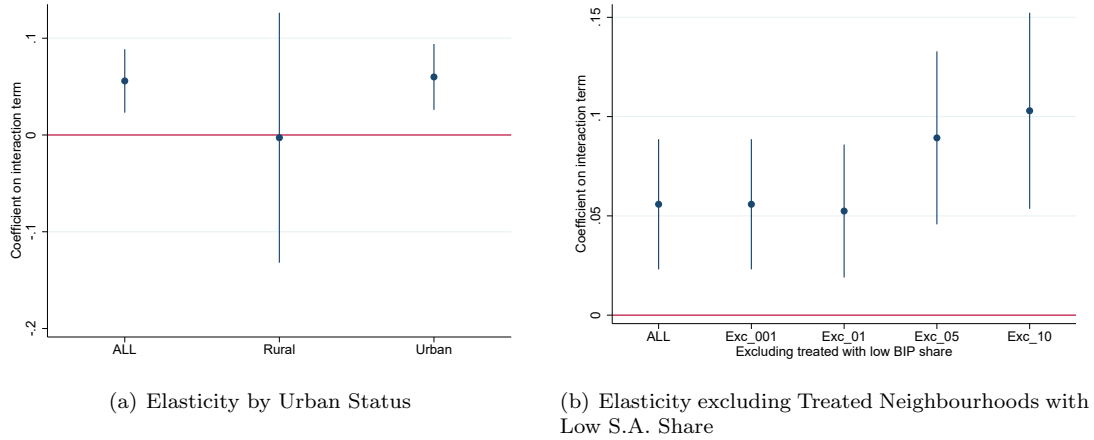 Coefficient on interaction term
.1
0
-.1
-.2
ALL Rural Urban
(a) Elasticity by Urban Status
Coefficient on interaction term
.15
.1
.05
0
ALL Exc_001 Exc_01 Exc_05 Exc_10
Excluding treated with low BIP share
(b) Elasticity excluding Treated Neighbourhoods with
Low S.A. Share